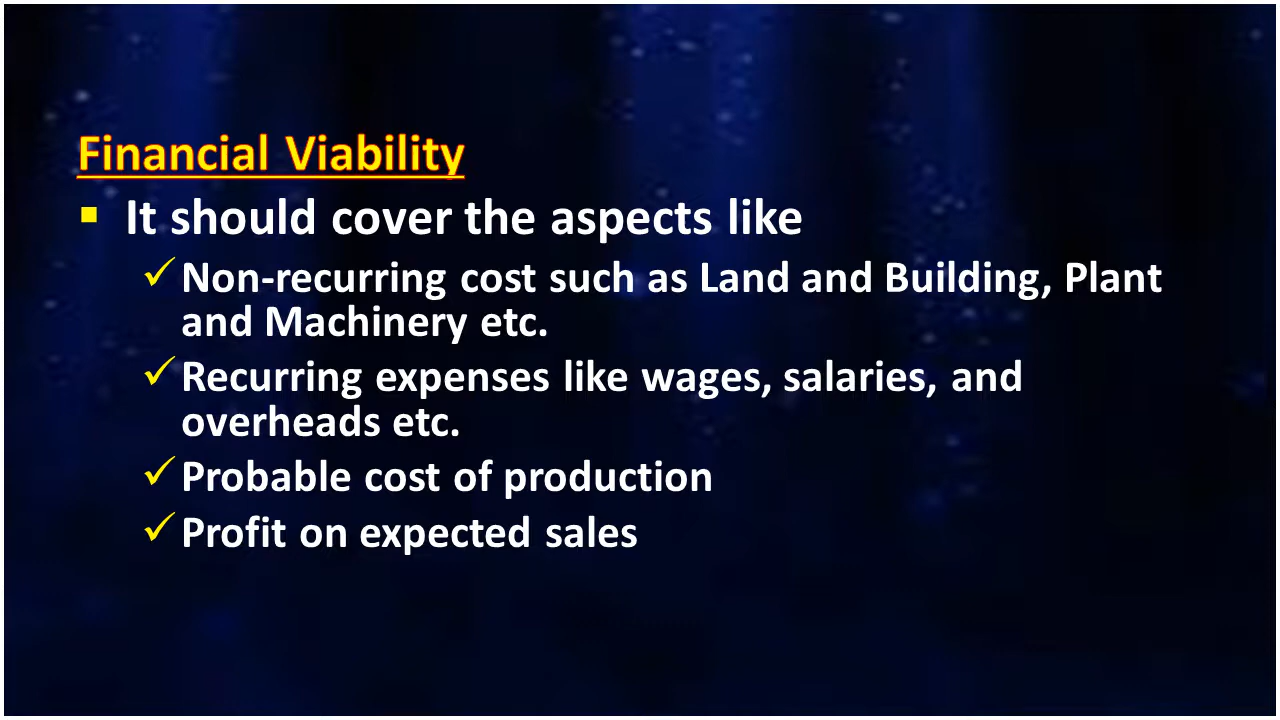 Financial Viability
▪ It should cover the aspects like
✓ Non-recurring cost such as Land and Building, Plant
and Machinery etc.
✓ Recurring expenses like wages, salaries, and
overheads etc.
✓ Probable cost of production
✓ Profit on expected sales